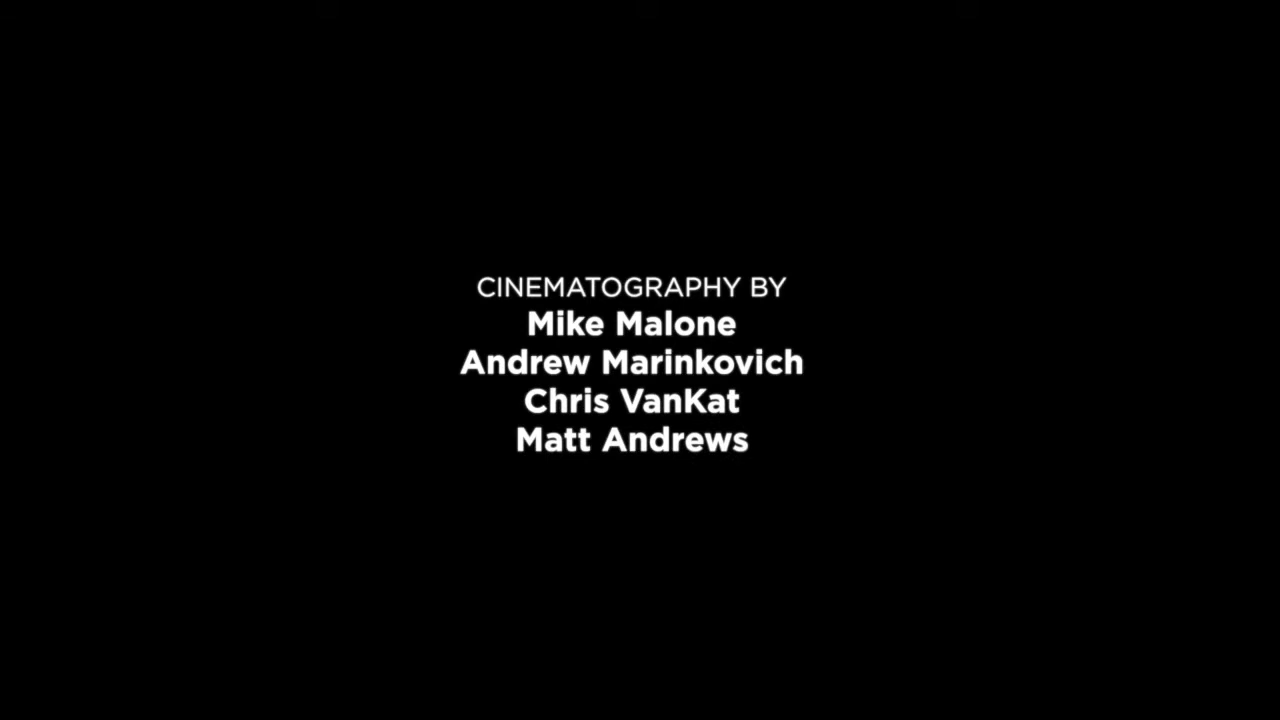 CINEMATOGRAPHY BY
Mike Malone
Andrew Marinkovich
Chris VanKat
Matt Andrews